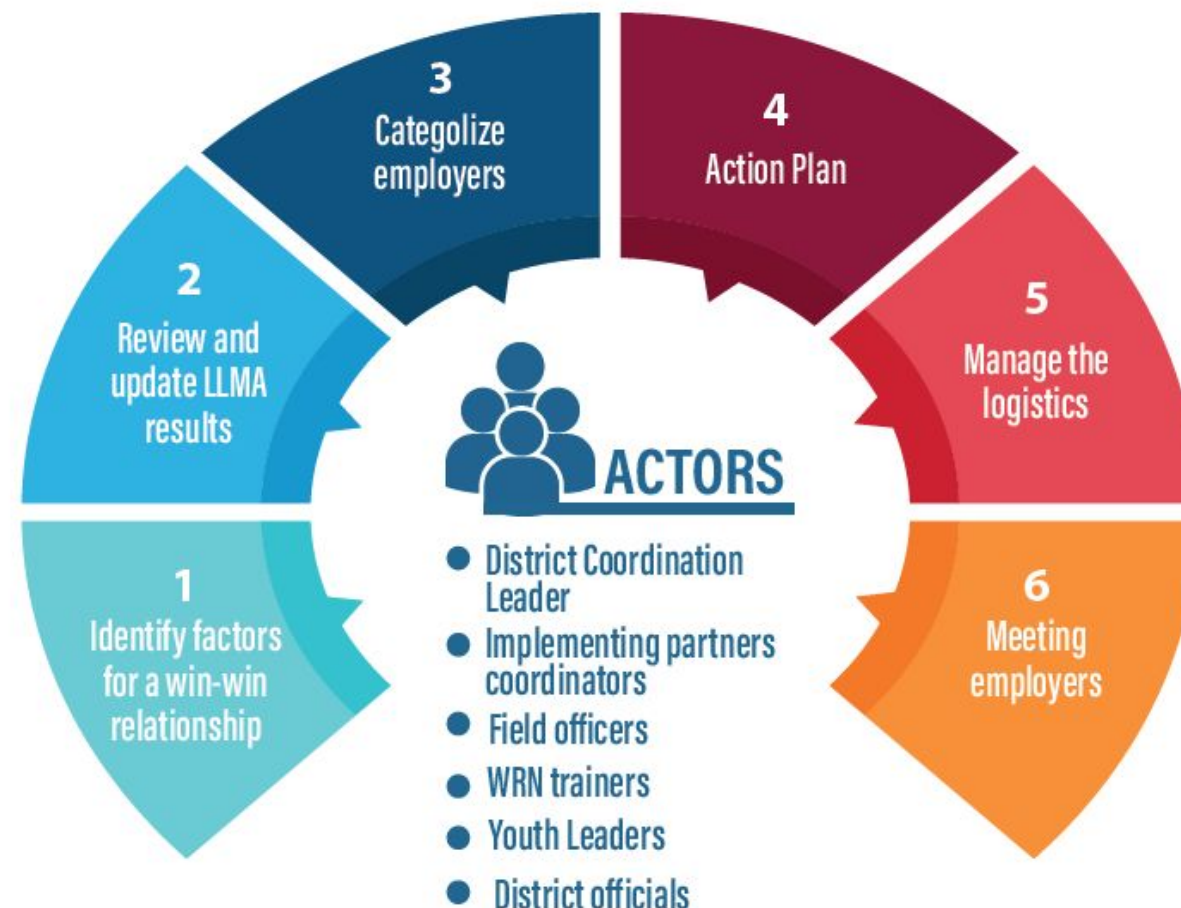 1
Identify factors
for a win-win
relationship
2
Review and
update LLMA
results
3
Categolize
employers
4
Action Plan
5
Manage the
logistics
6
Meeting
employers
ACTORS
District Coordination
Leader
Implementing partners
coordinators
Field officers
WRN trainers
Youth Leaders
District officials